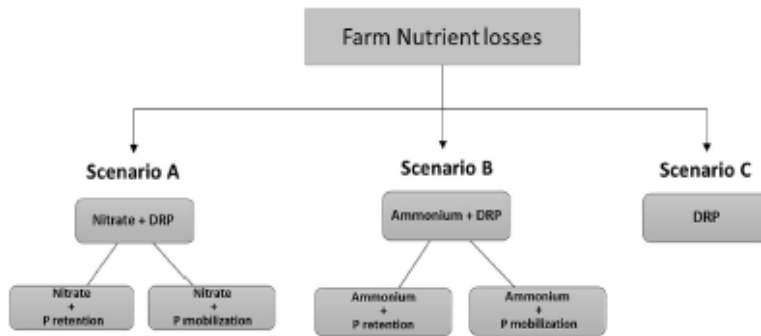 Farm Nutrient losses
Scenario A
Scenario B
Scenario C
Nitrate + DRP
Ammonium + DRP
DRP
Nitrate
+
P retention
Nitrate
+
P mobilization
Ammonium
+
P retention
Ammonium
+
P mobilization